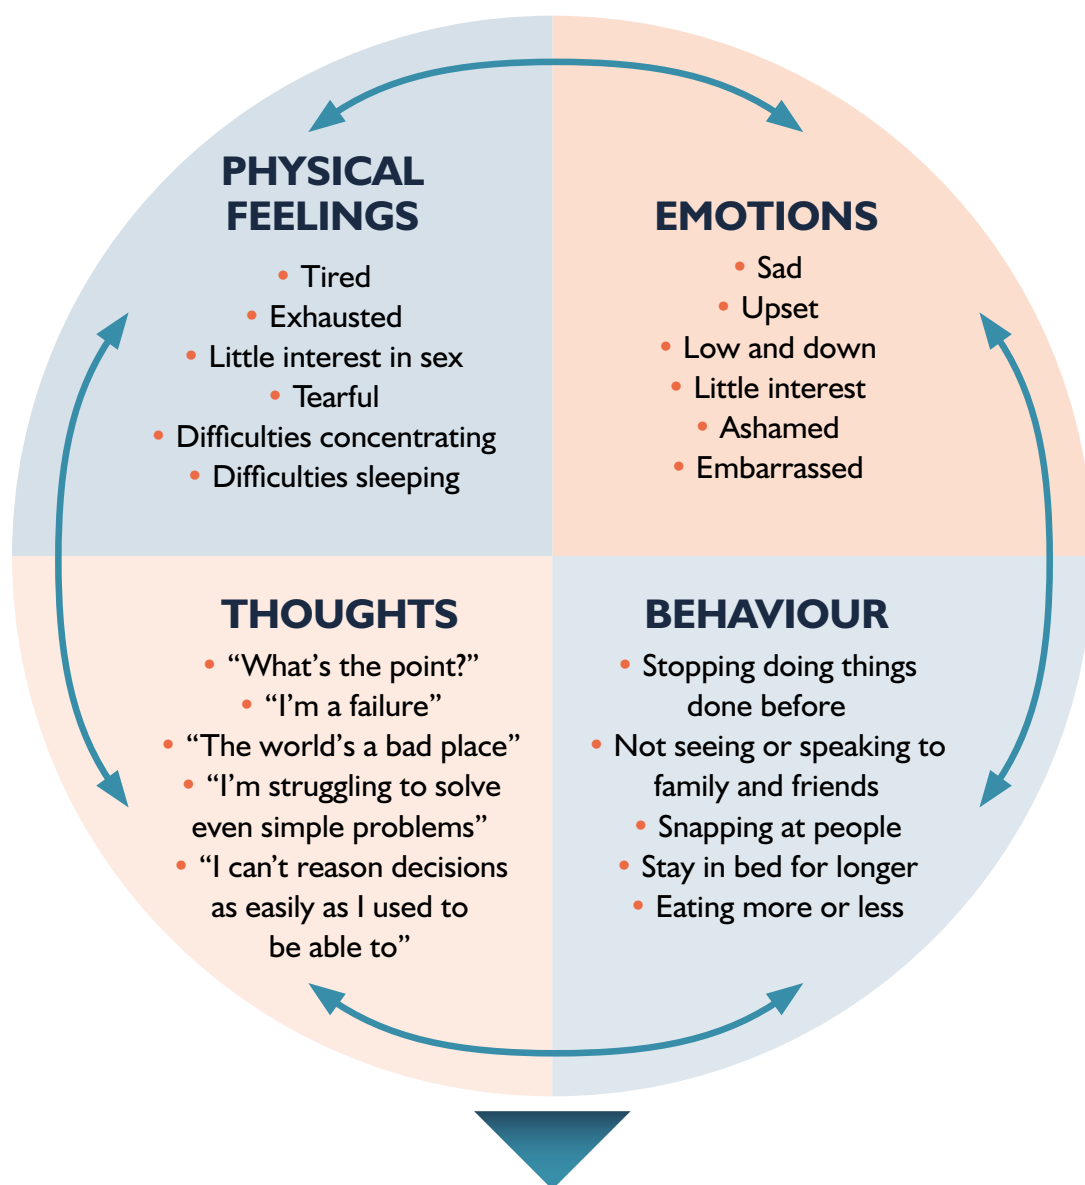 PHYSICAL
FEELINGS
• Tired
• Exhausted
• Little interest in sex
• Tearful
• Difficulties concentrating
• Difficulties sleeping
EMOTIONS
• Sad
• Upset
• Low and down
• Little interest
• Ashamed
• Embarrassed
THOUGHTS
• “What’s the point?”
• “I’m a failure”
• “The world’s a bad place”
• “I’m struggling to solve
even simple problems”
• “I can’t reason decisions
as easily as I used to
be able to”
BEHAVIOUR
• Stopping doing things
done before
• Not seeing or speaking to
family and friends
• Snapping at people
• Stay in bed for longer
• Eating more or less